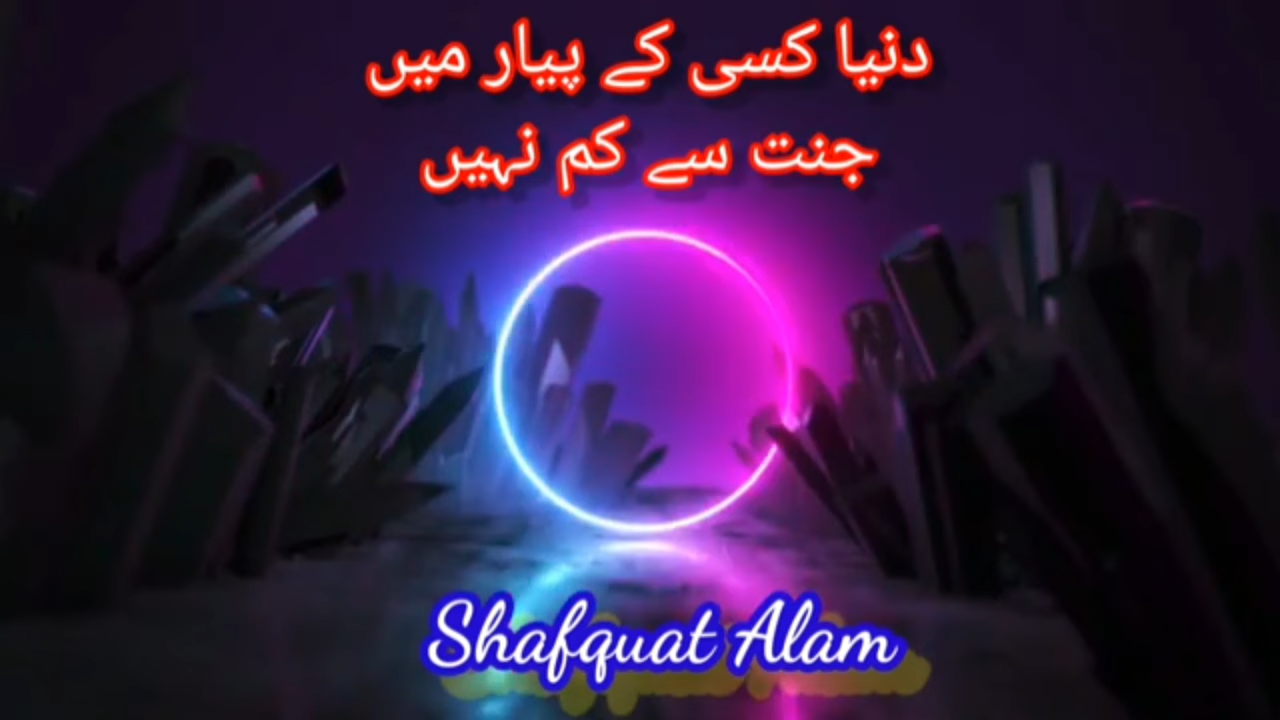 دنیا کسی کے پیار میں
جنت سے کم نہیں
Shafquat Alam